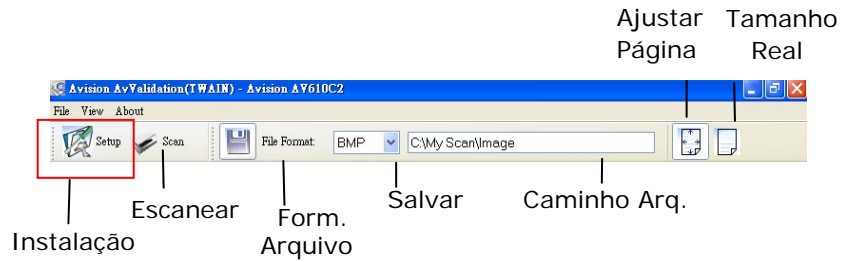 Ajustar Página
Tamanho Real
Avision AvValidation(TWAIN) - Avision AV610C2
File View About
Setup Scan File Format: BMP C:\My Scan\Image
Instalação
Escanear
Form. Arquivo
Salvar
Caminho Arq.